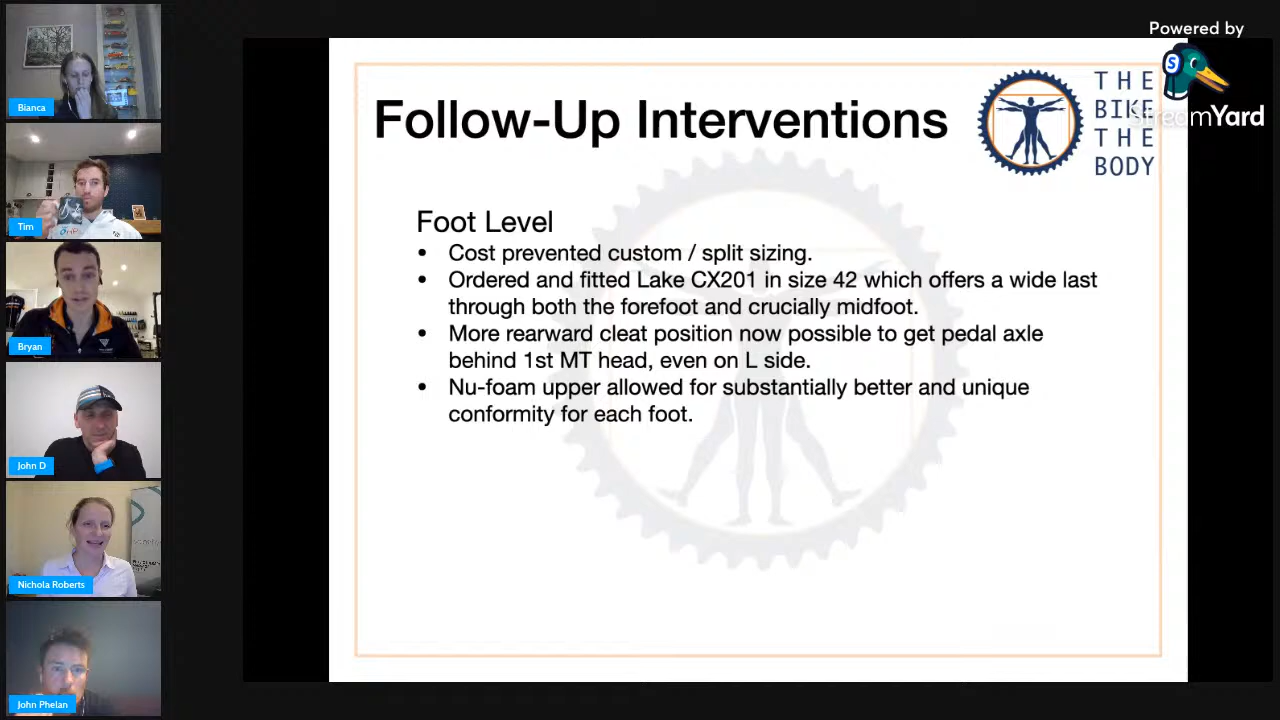 Powered by
StreamYard
Follow-Up Interventions
THE
BIKE
THE
BODY
Foot Level
• Cost prevented custom / split sizing.
• Ordered and fitted Lake CX201 in size 42 which offers a wide last
through both the forefoot and crucially midfoot.
• More rearward cleat position now possible to get pedal axle
behind 1st MT head, even on L side.
• Nu-foam upper allowed for substantially better and unique
conformity for each foot.
Bianca
Tim
Bryan
John D
Nichola Roberts
John Phelan